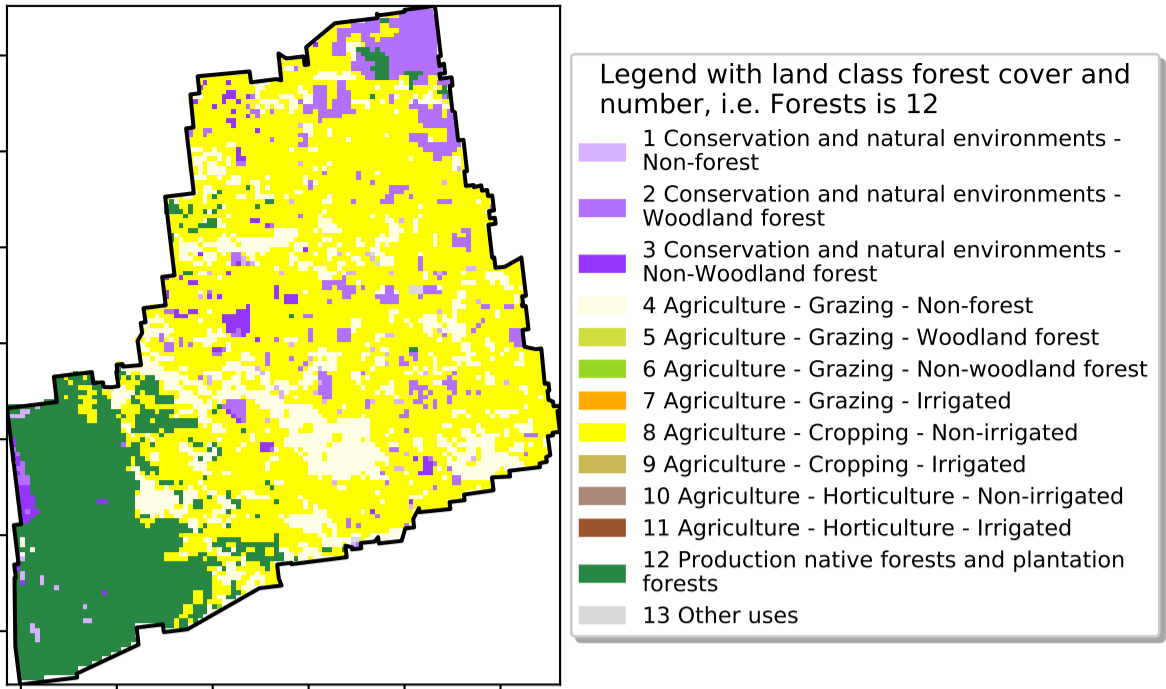 Legend with land class forest cover and
number, i.e. Forests is 12
1 Conservation and natural environments -
Non-forest
2 Conservation and natural environments -
Woodland forest
3 Conservation and natural environments -
Non-Woodland forest
4 Agriculture - Grazing - Non-forest
5 Agriculture - Grazing - Woodland forest
6 Agriculture - Grazing - Non-woodland forest
7 Agriculture - Grazing - Irrigated
8 Agriculture - Cropping - Non-irrigated
9 Agriculture - Cropping - Irrigated
10 Agriculture - Horticulture - Non-irrigated
11 Agriculture - Horticulture - Irrigated
12 Production native forests and plantation
forests
13 Other uses